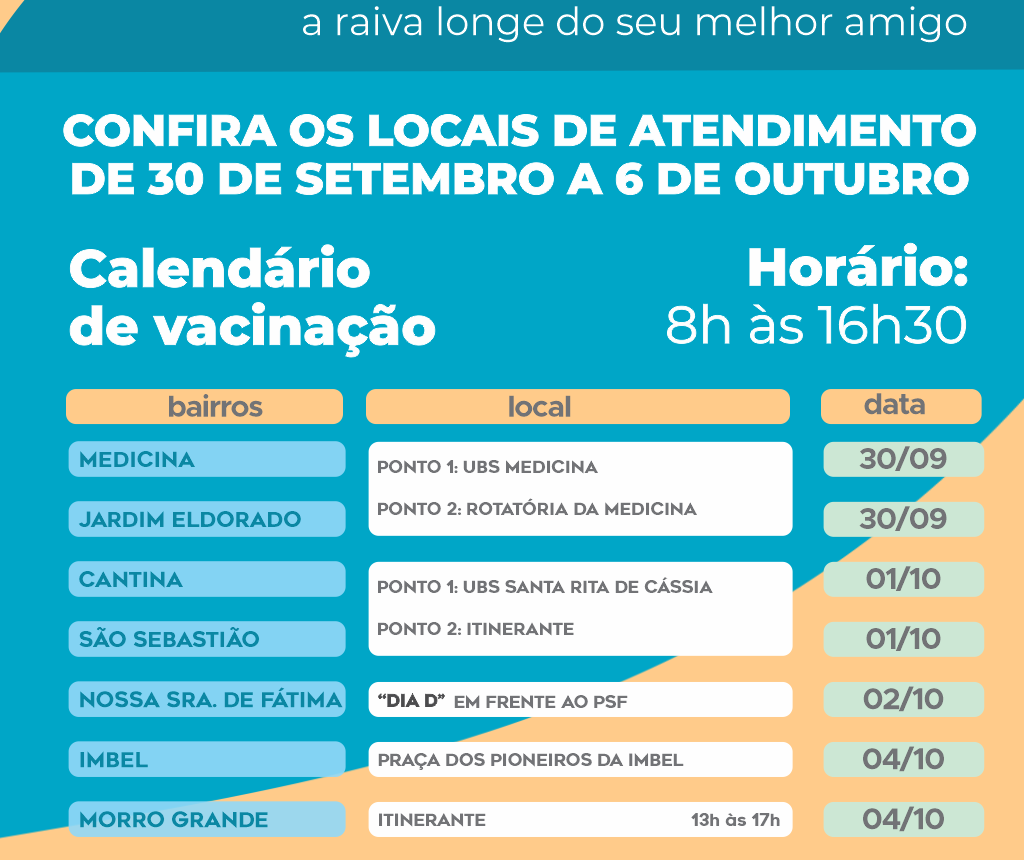 a raiva longe do seu melhor amigo
CONFIRA OS LOCAIS DE ATENDIMENTO
DE 30 DE SETEMBRO A 6 DE OUTUBRO
Calendário
de vacinação
Horário:
8h às 16h30
bairros local data
MEDICINA
PONTO 1: UBS MEDICINA
30/09
PONTO 2: ROTATÓRIA DA MEDICINA
JARDIM ELDORADO
30/09
CANTINA
PONTO 1: UBS SANTA RITA DE CÁSSIA
01/10
PONTO 2: ITINERANTE
SÃO SEBASTIÃO
01/10
NOSSA SRA. DE FÁTIMA "DIA D" EM FRENTE AO PSF 02/10
IMBEL PRAÇA DOS PIONEIROS DA IMBEL 04/10
MORRO GRANDE ITINERANTE 13h às 17h 04/10